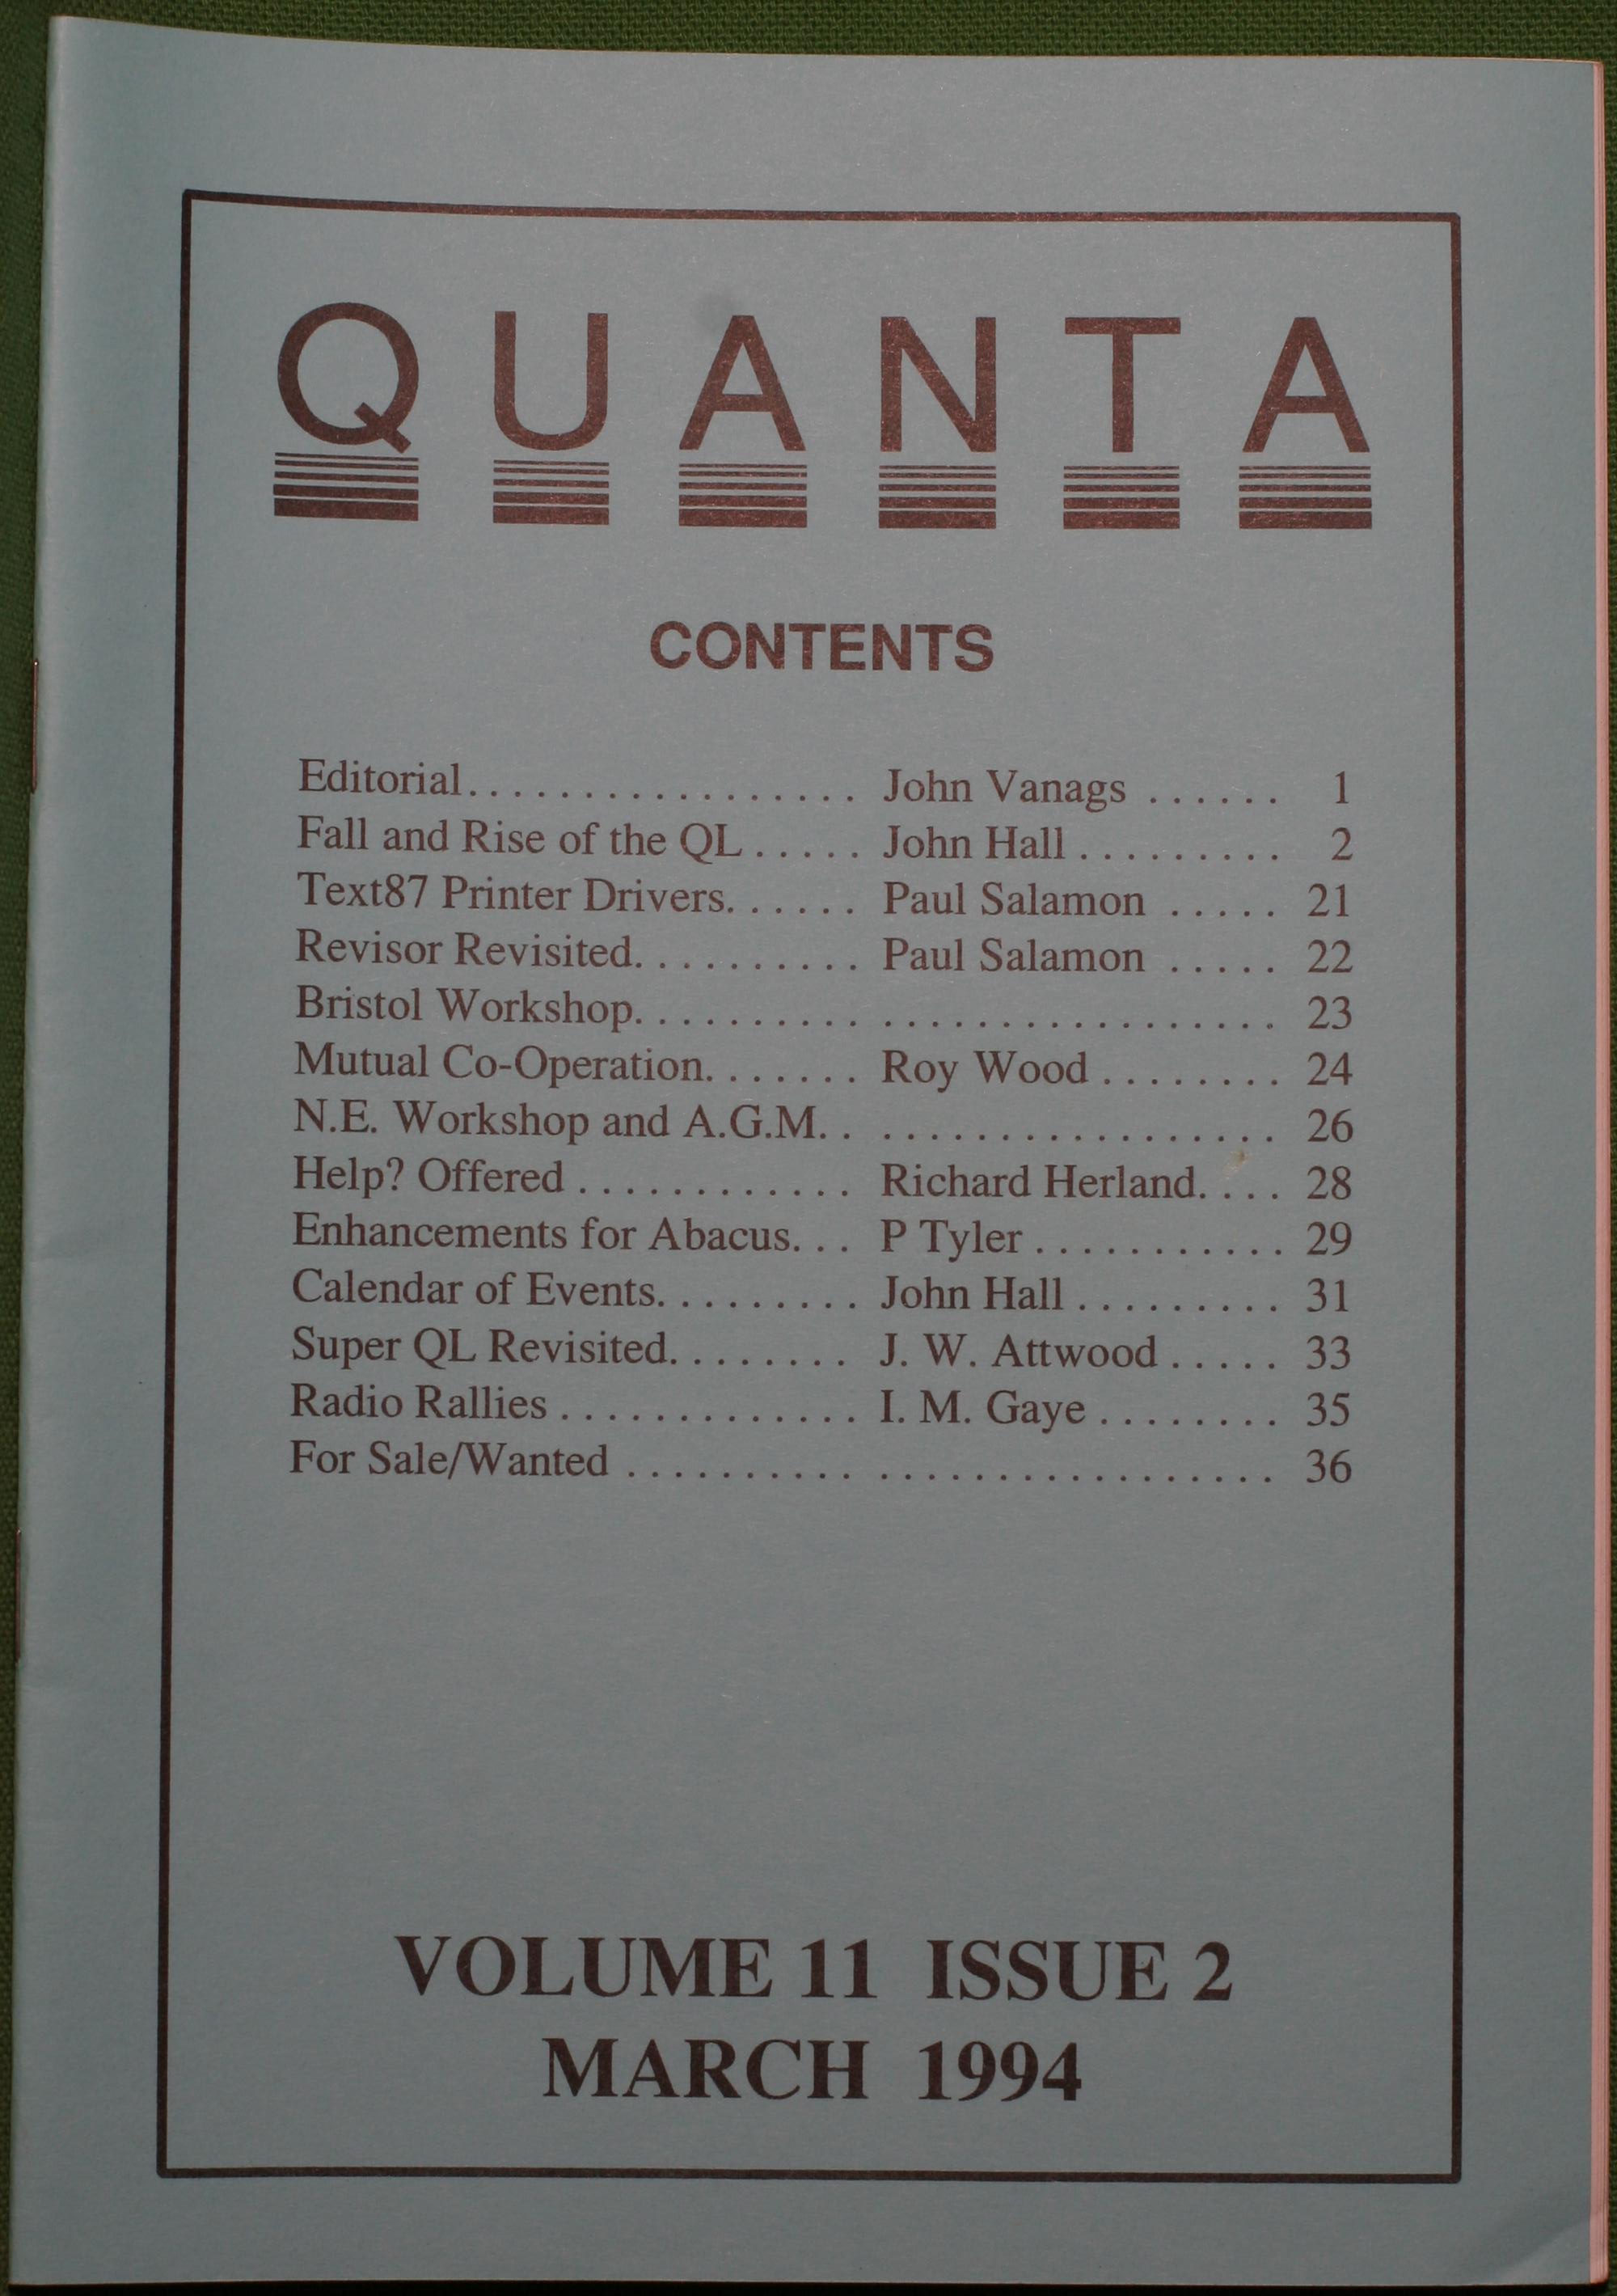 QUANTA
CONTENTS
Editorial.................. John Vanags ...... 1
Fall and Rise of the QL ..... John Hall ......... 2
Text87 Printer Drivers...... Paul Salamon ..... 21
Revisor Revisited.......... Paul Salamon ..... 22
Bristol Workshop............................ 23
Mutual Co-Operation....... Roy Wood ........ 24
N.E. Workshop and A.G.M..................... 26
Help? Offered ............ Richard Herland.... 28
Enhancements for Abacus... P Tyler ........... 29
Calendar of Events......... John Hall ......... 31
Super QL Revisited........ J. W. Attwood ..... 33
Radio Rallies ............. I. M. Gaye ........ 35
For Sale/Wanted ............................ 36
VOLUME 11 ISSUE 2
MARCH 1994